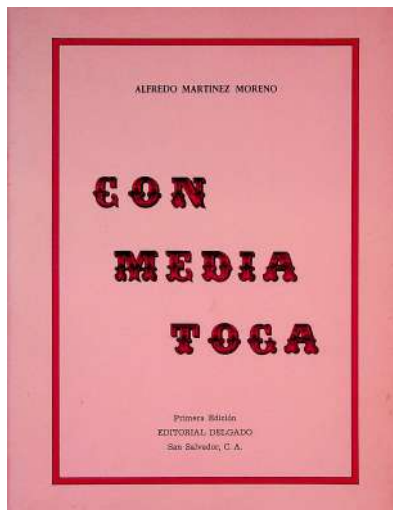 ALFREDO MARTINEZ MORENO
CON
MEDIA
TOGA
Primera Edición
EDITORIAL DELGADO
San Salvador, C. A.